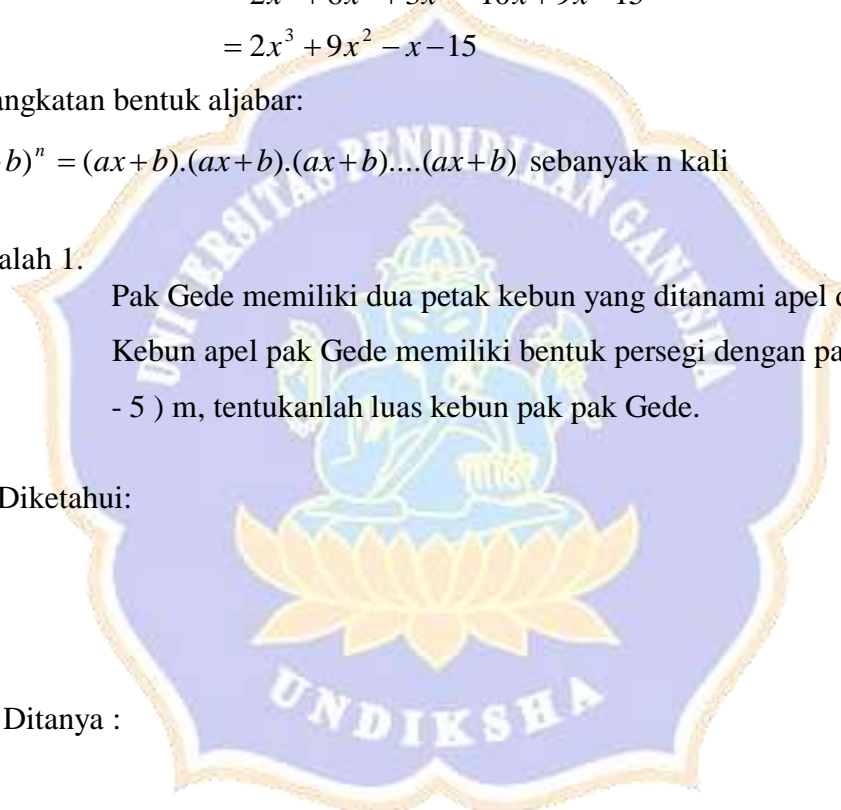 = 2x³ + 9x² − x − 15
angkatan bentuk aljabar:
b)ⁿ = (ax+b).(ax+b).(ax+b)....(ax+b) sebanyak n kali
alah 1.
Pak Gede memiliki dua petak kebun yang ditanami apel
Kebun apel pak Gede memiliki bentuk persegi dengan pa
- 5 ) m, tentukanlah luas kebun pak pak Gede.
Diketahui:
Ditanya :
UNIVERSITAS PENDIDIKAN GANESHA
UNDIKSHA